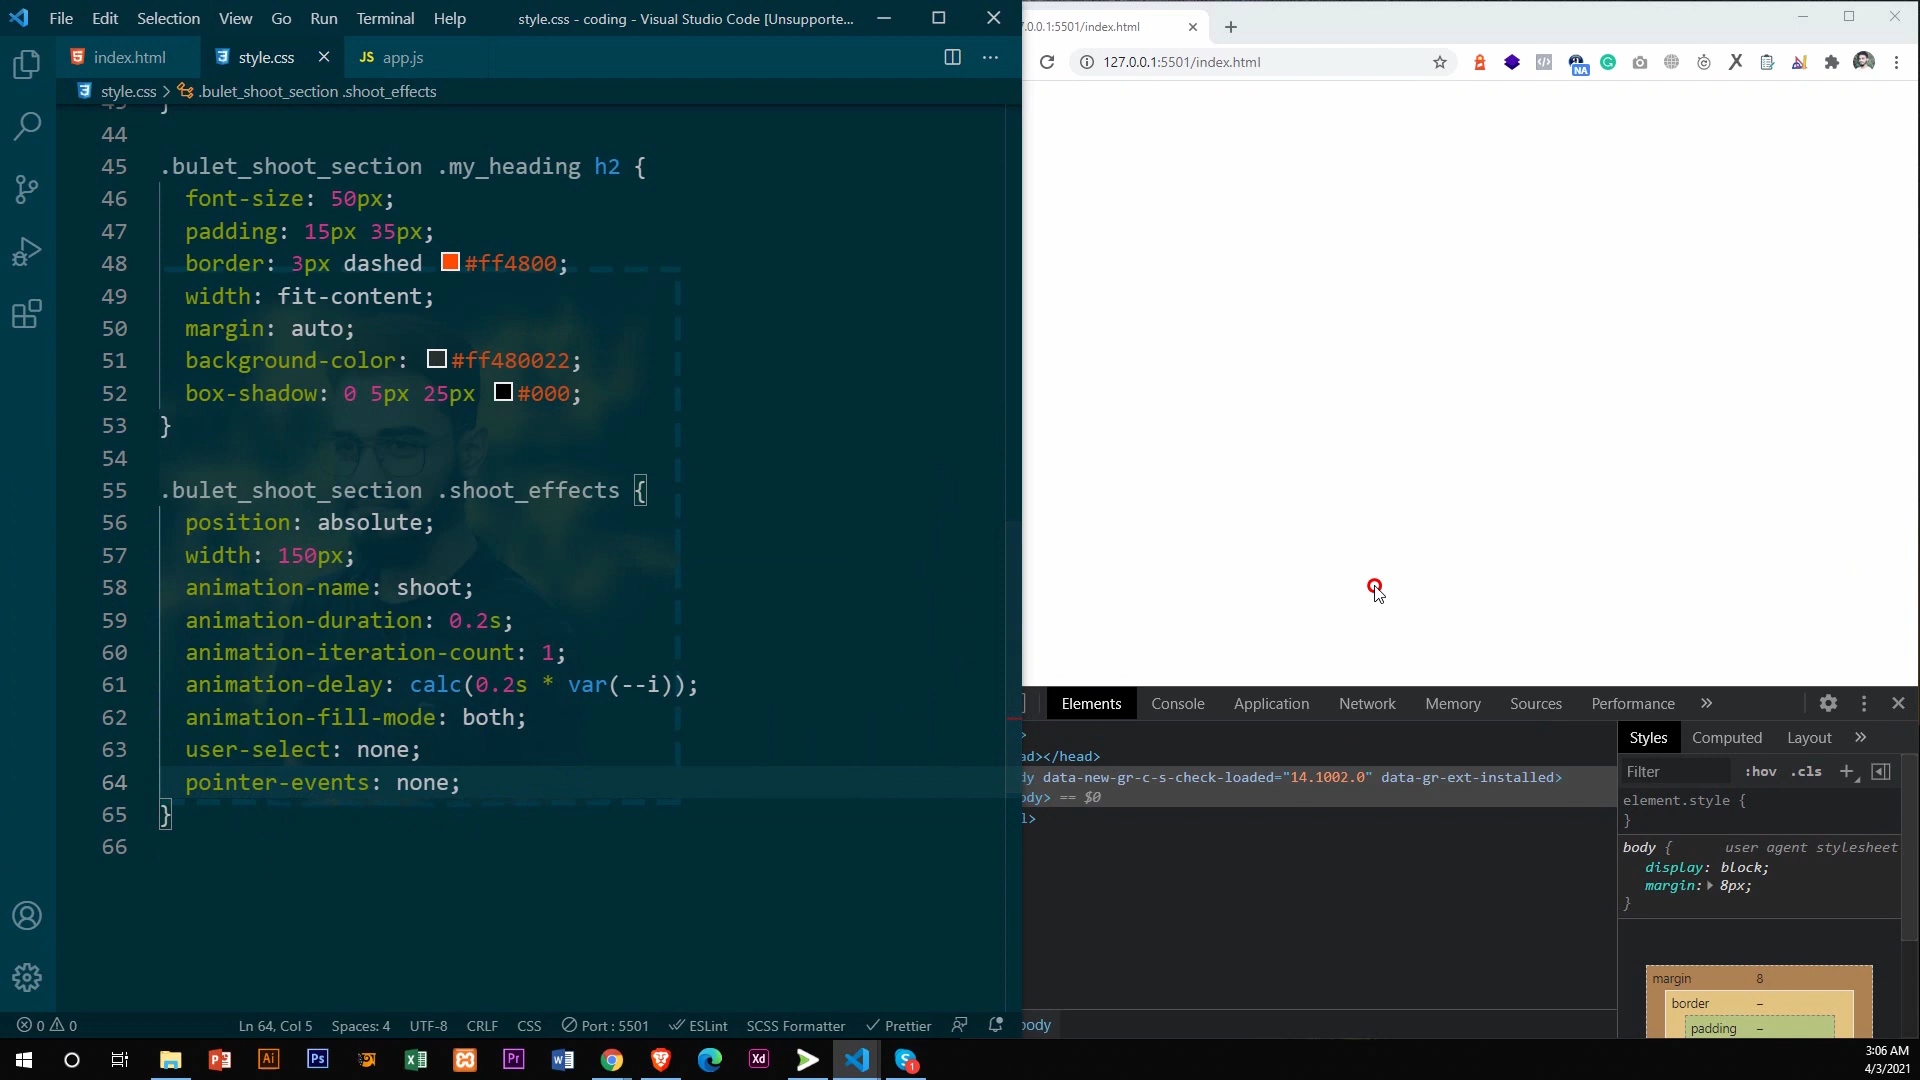 File Edit Selection View Go Run Terminal Help style.css - coding - Visual Studio Code [Unsupporte...
index.html style.css JS app.js
style.css > .bulet_shoot_section .shoot_effects
44
45 .bulet_shoot_section .my_heading h2 {
46 font-size: 50px;
47 padding: 15px 35px;
48 border: 3px dashed #ff4800;
49 width: fit-content;
50 margin: auto;
51 background-color: #ff480022;
52 box-shadow: 0 5px 25px #000;
53 }
54
55 .bulet_shoot_section .shoot_effects {
56 position: absolute;
57 width: 150px;
58 animation-name: shoot;
59 animation-duration: 0.2s;
60 animation-iteration-count: 1;
61 animation-delay: calc(0.2s * var(--i));
62 animation-fill-mode: both;
63 user-select: none;
64 pointer-events: none;
65 }
66
0 0 Ln 64, Col 5 Spaces: 4 UTF-8 CRLF CSS Port : 5501 ESLint SCSS Formatter Prettier
7.0.0.1:5501/index.html
127.0.0.1:5501/index.html
NA
Elements Console Application Network Memory Sources Performance »
>
ad></head>
dy data-new-gr-c-s-check-loaded="14.1002.0" data-gr-ext-installed>
ody> == $0
l>
body
Styles Computed Layout »
Filter :hov .cls +
element.style {
}
body { user agent stylesheet
display: block;
margin: 8px;
}
margin 8
border –
padding –
Ai Ps Pr Xd 1
3:06 AM
4/3/2021